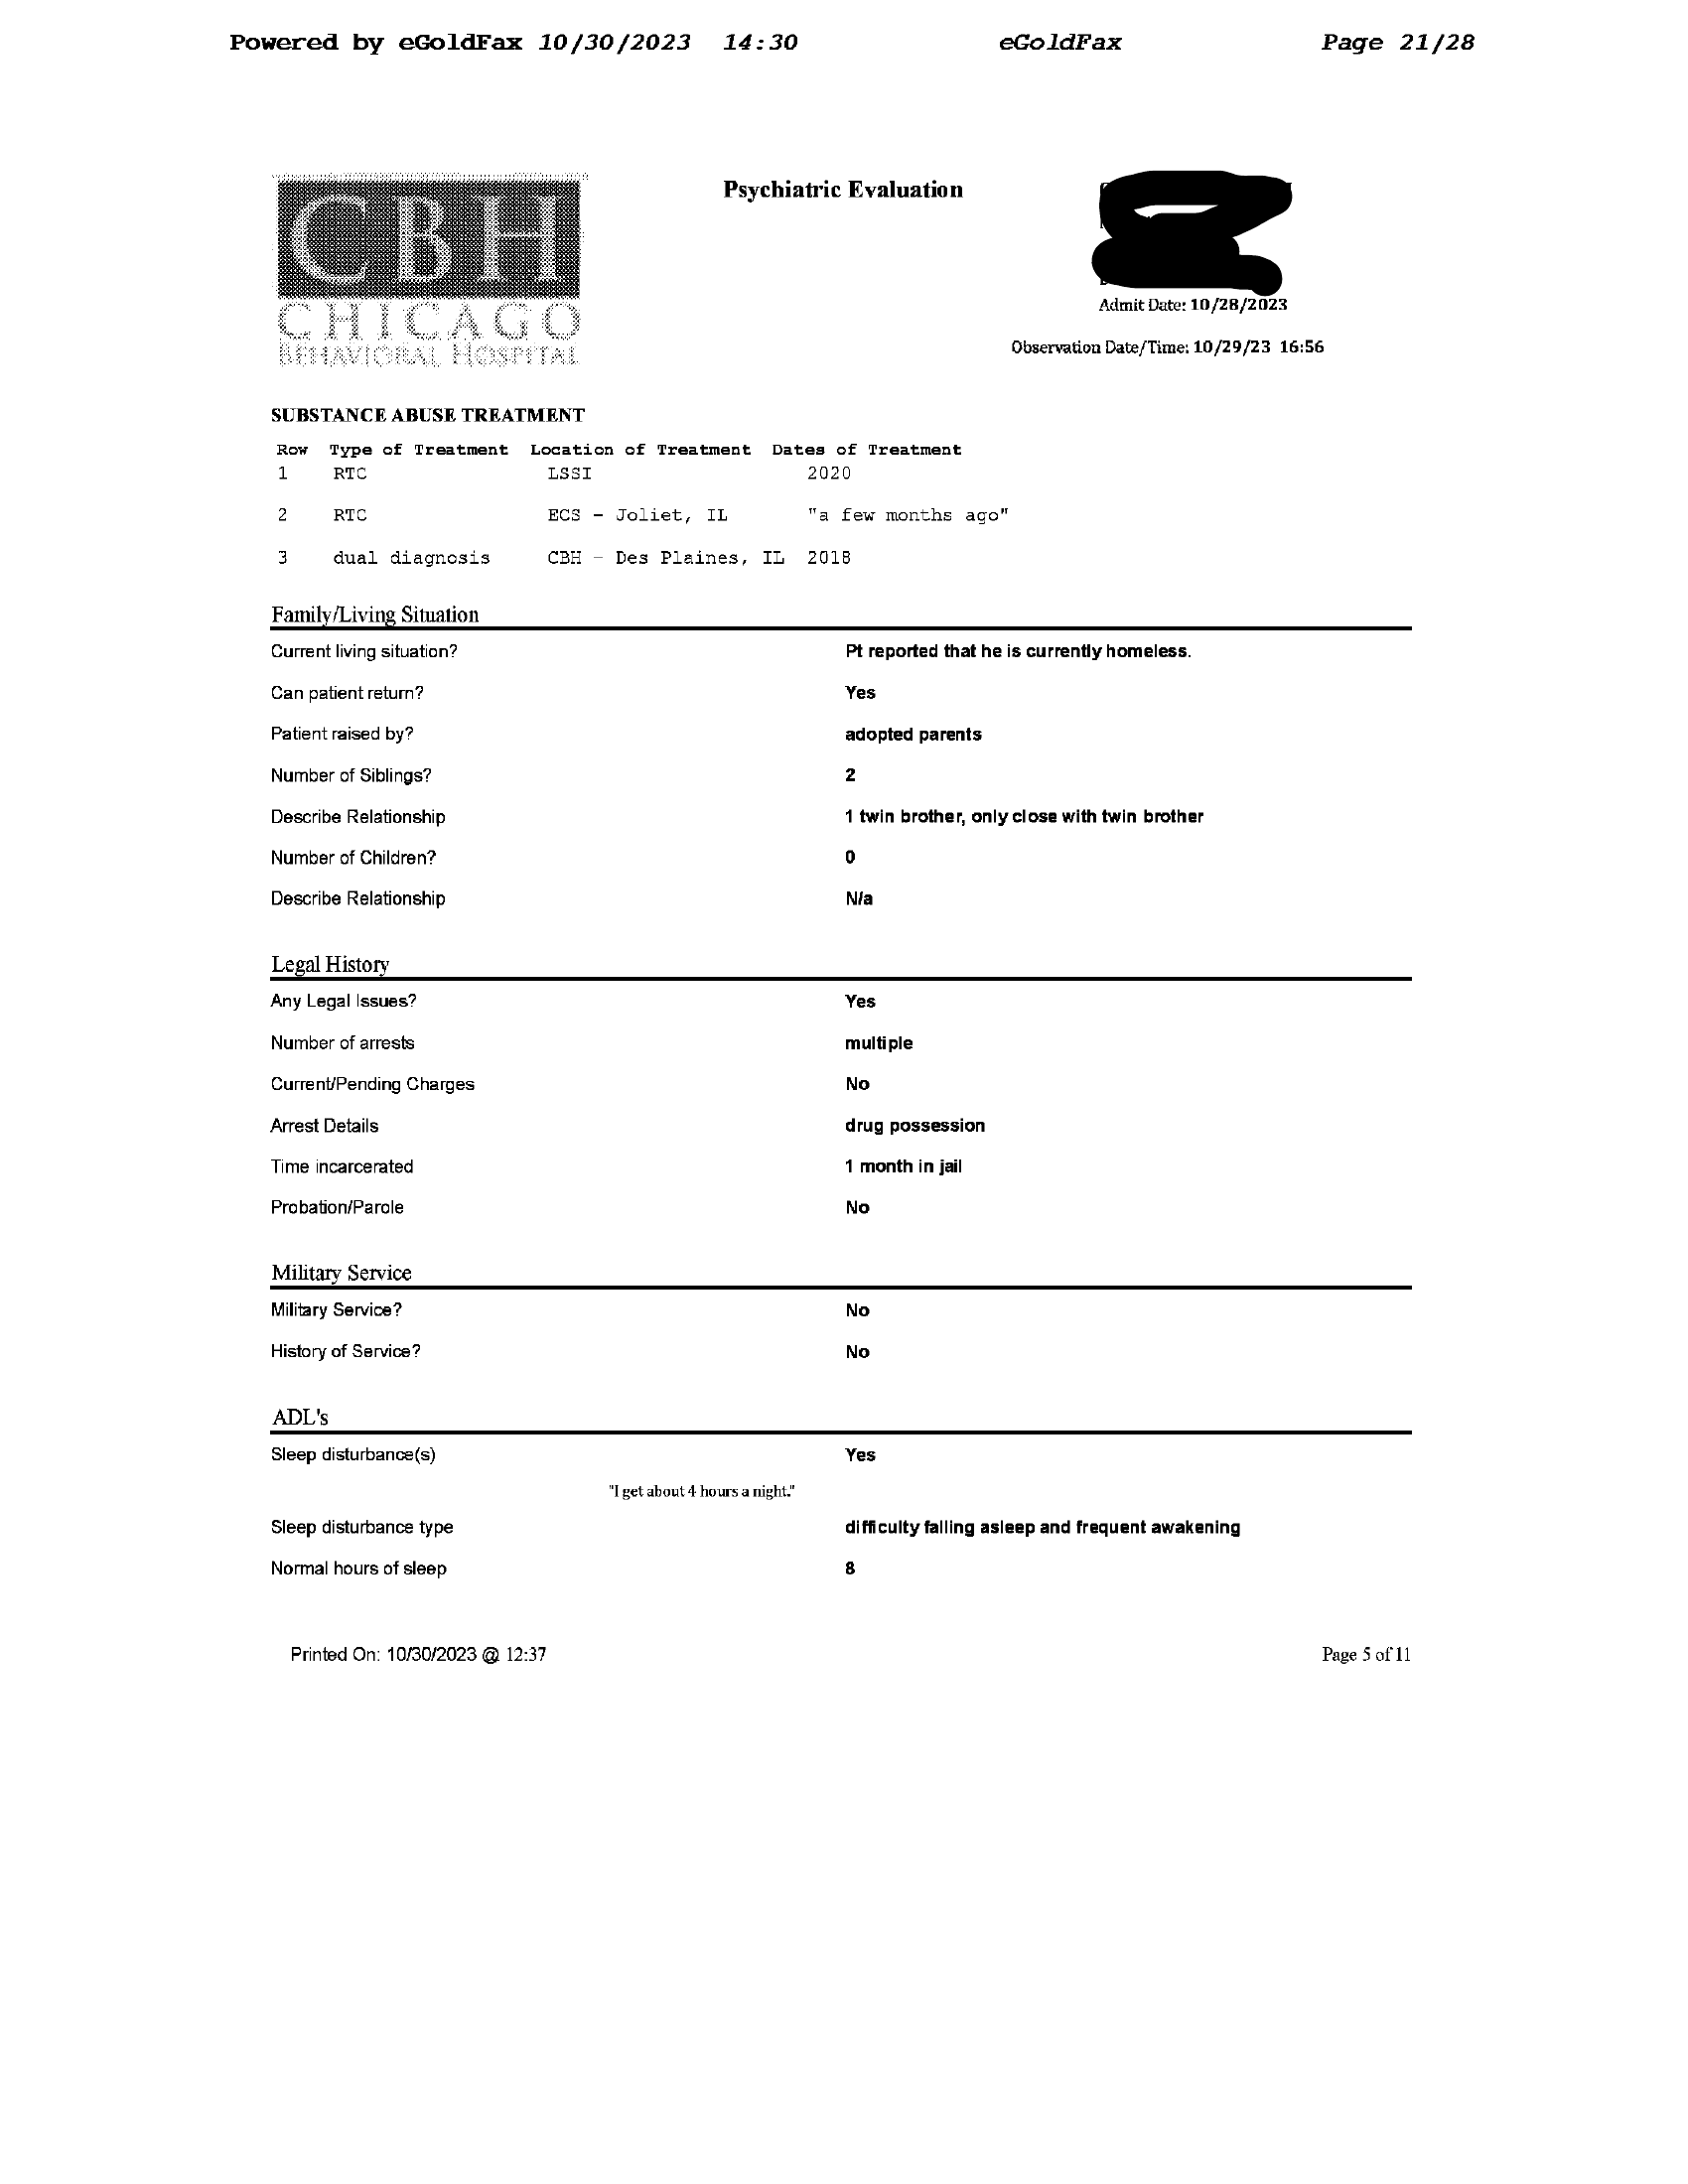 Powered by eGoldFax 10/30/2023 14:30 eGoldFax Page 21/28
CBH
CHICAGO
BEHAVIORAL HOSPITAL
Psychiatric Evaluation
Admit Date: 10/28/2023
Observation Date/Time: 10/29/23 16:56
SUBSTANCE ABUSE TREATMENT
Row Type of Treatment Location of Treatment Dates of Treatment
1 RTC LSSI 2020
2 RTC ECS - Joliet, IL "a few months ago"
3 dual diagnosis CBH - Des Plaines, IL 2018
Family/Living Situation
Current living situation? Pt reported that he is currently homeless.
Can patient return? Yes
Patient raised by? adopted parents
Number of Siblings? 2
Describe Relationship 1 twin brother, only close with twin brother
Number of Children? 0
Describe Relationship N/a
Legal History
Any Legal Issues? Yes
Number of arrests multiple
Current/Pending Charges No
Arrest Details drug possession
Time incarcerated 1 month in jail
Probation/Parole No
Military Service
Military Service? No
History of Service? No
ADL's
Sleep disturbance(s) Yes
"I get about 4 hours a night."
Sleep disturbance type difficulty falling asleep and frequent awakening
Normal hours of sleep 8
Printed On: 10/30/2023 @ 12:37 Page 5 of 11